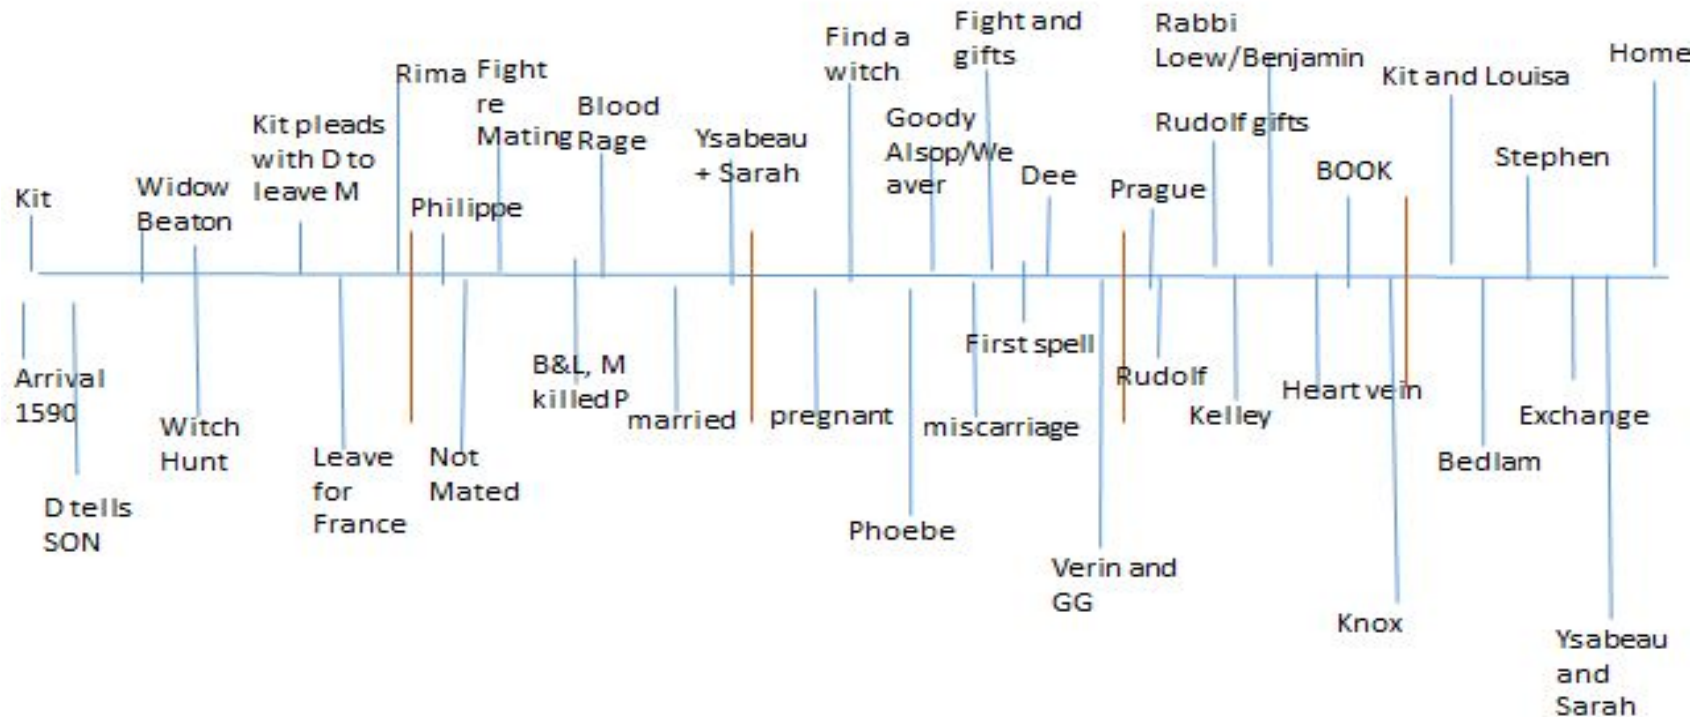 Kit
Widow
Beaton
Kit pleads
with D to
leave M
Rima
Philippe
Fight
re
Mating
Blood
Rage
Ysabeau
+ Sarah
Find a
witch
Goody
Alsop/We
aver
Fight and
gifts
Dee
Prague
Rabbi
Loew/Benjamin
Rudolf gifts
BOOK
Kit and Louisa
Stephen
Home
Arrival
1590
D tells
SON
Witch
Hunt
Leave
for
France
Not
Mated
B&L, M
killed P
married
pregnant
Phoebe
miscarriage
First spell
Verin and
GG
Rudolf
Kelley
Heart vein
Knox
Bedlam
Exchange
Ysabeau
and
Sarah